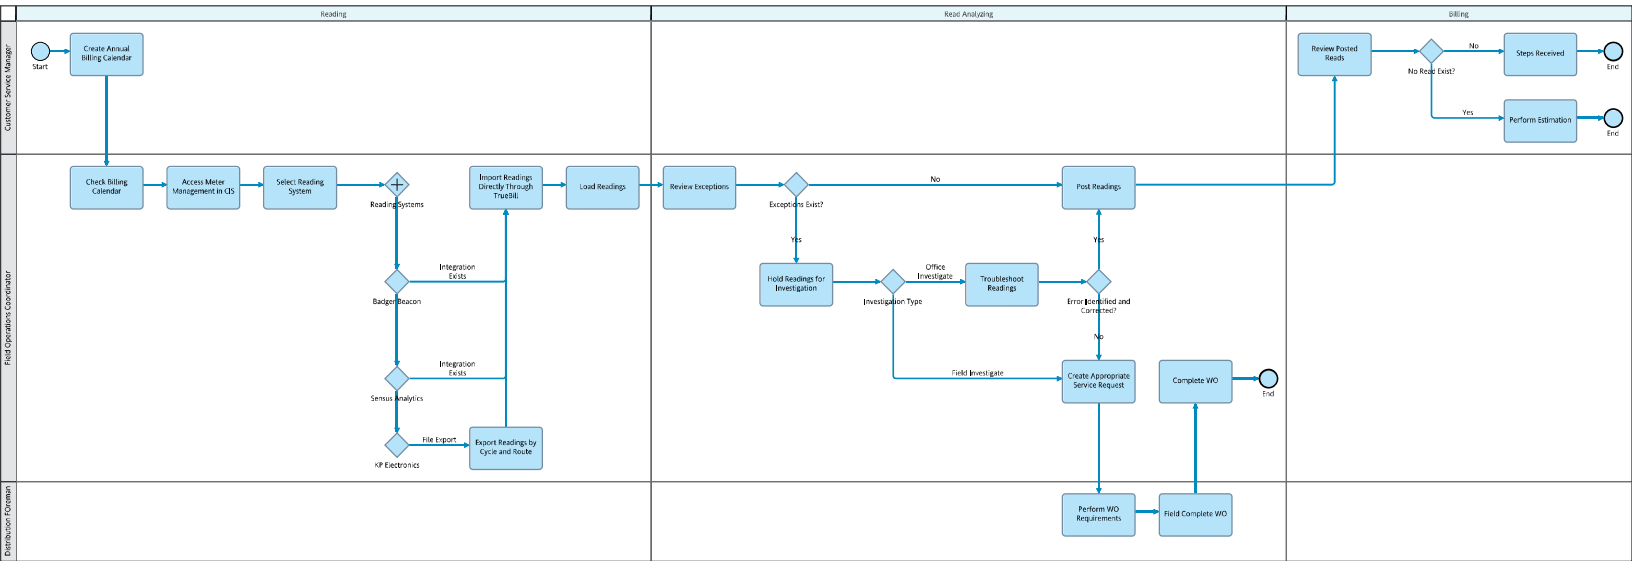 Reading
Read Analyzing
Billing
Customer Service Manager
Start
Create Annual
Billing Calendar
Review Posted
Reads
No Read Exist?
No
Steps Received
End
Yes
Perform Estimation
End
Field Operations Coordinator
Check Billing
Calendar
Access Meter
Management in CIS
Select Reading
System
Reading Systems
Import Readings
Directly Through
TrueBill
Load Readings
Review Exceptions
Exceptions Exist?
No
Post Readings
Yes
Yes
Integration
Exists
Badger Beacon
Hold Readings for
Investigation
Investigation Type
Office
Investigate
Troubleshoot
Readings
Error Identified and
Corrected?
No
Integration
Exists
Sensus Analytics
Field Investigate
Create Appropriate
Service Request
Complete WO
End
File Export
KP Electronics
Export Readings by
Cycle and Route
Distribution FOreman
Perform WO
Requirements
Field Complete WO